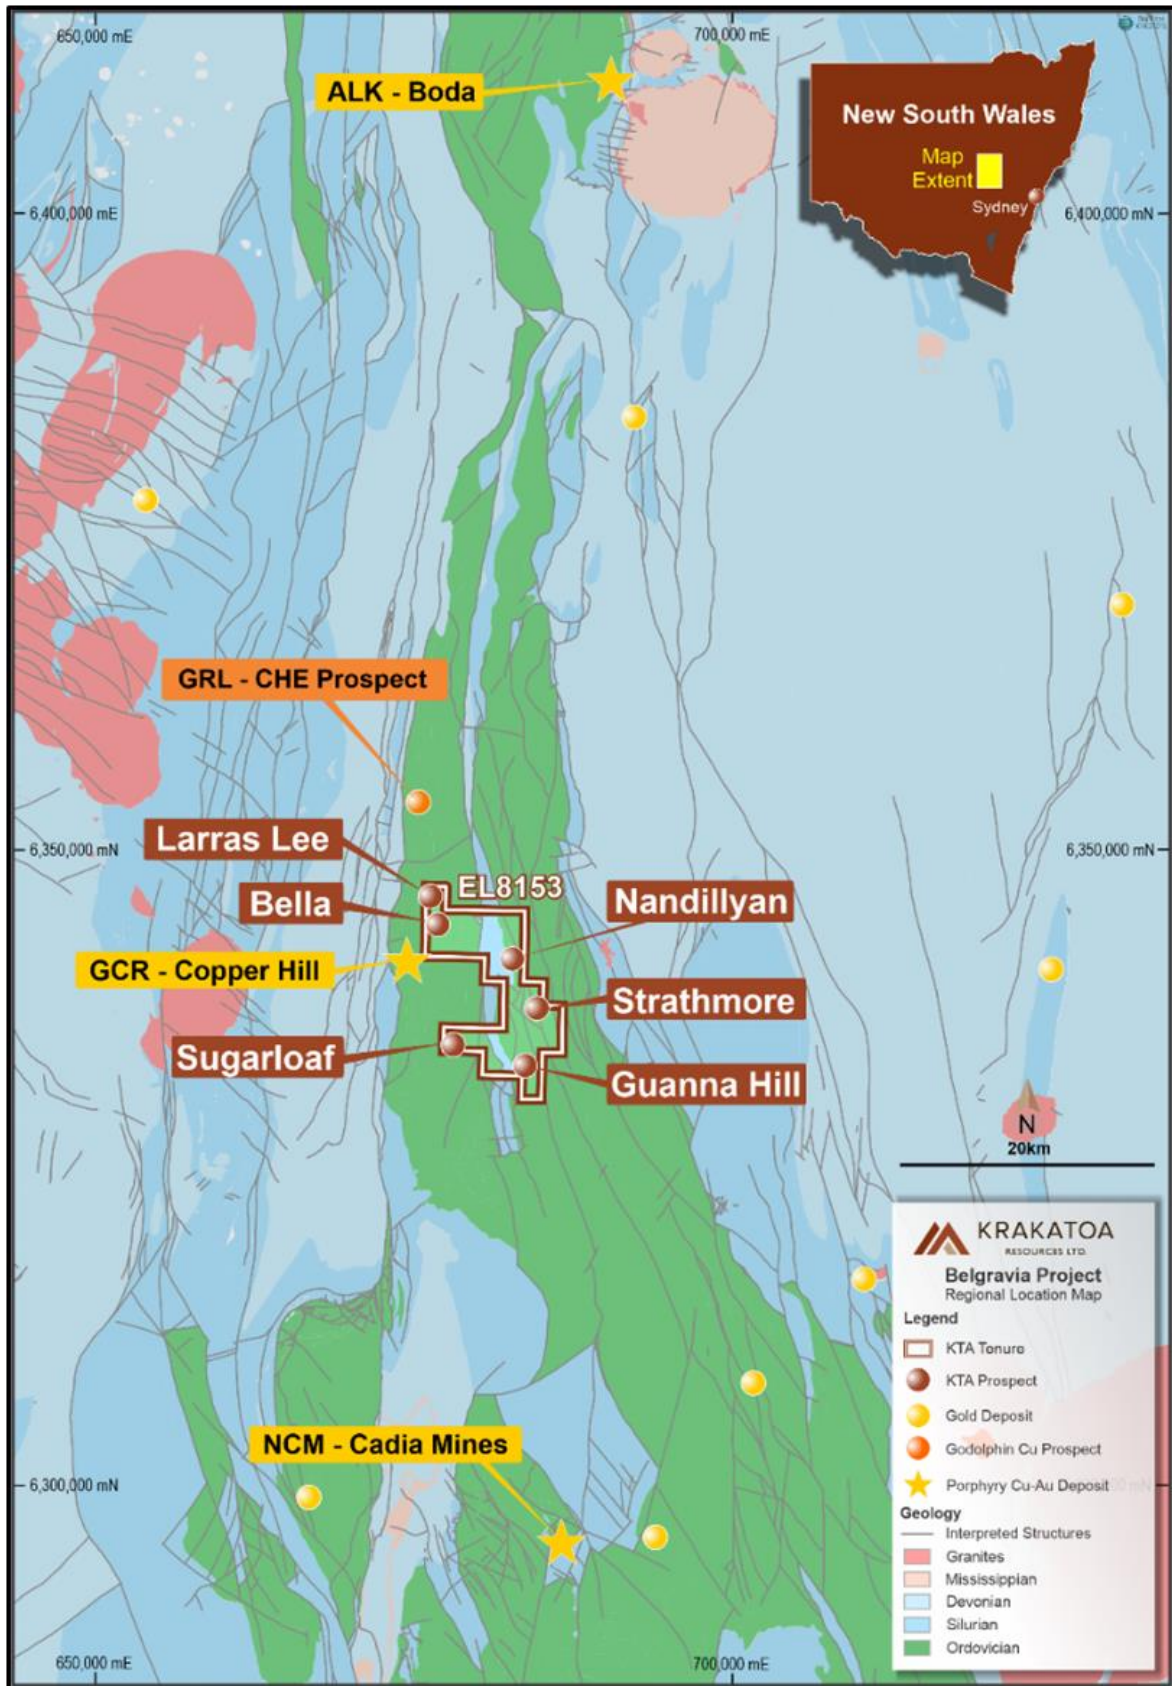 650,000 mE
700,000 mE
ALK - Boda
New South Wales
Map
Extent
Sydney
6,400,000 mE
6,400,000 mN
GRL - CHE Prospect
Larras Lee
6,350,000 mN
6,350,000 mN
EL8153
Bella
Nandillyan
GCR - Copper Hill
Strathmore
Sugarloaf
Guanna Hill
N
20km
KRAKATOA
RESOURCES LTD.
Belgravia Project
Regional Location Map
Legend
KTA Tenure
KTA Prospect
Gold Deposit
Godolphin Cu Prospect
NCM - Cadia Mines
6,300,000 mN
Porphyry Cu-Au Deposit
mN
Geology
Interpreted Structures
Granites
Mississippian
Devonian
Silurian
Ordovician
650,000 mE
700,000 mE